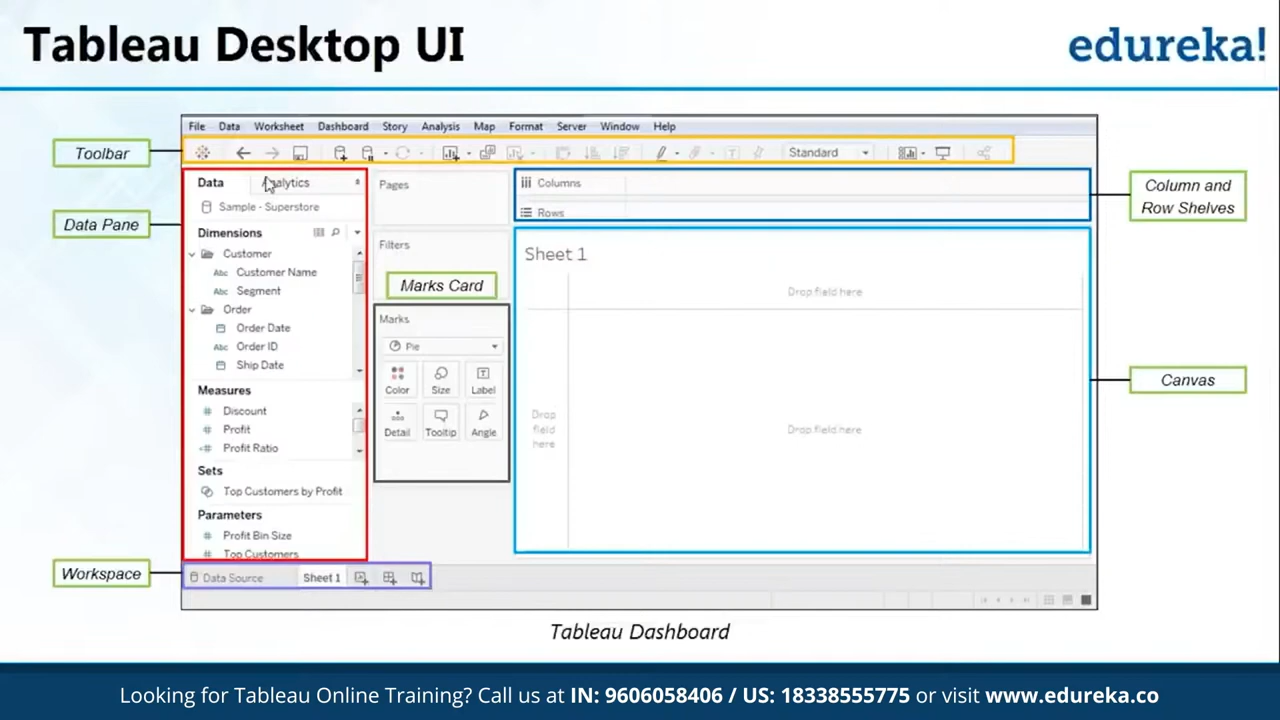 Tableau Desktop UI
edureka!
File Data Worksheet Dashboard Story Analysis Map Format Server Window Help
Toolbar
Standard
Data Analytics
Pages
Columns
Column and
Row Shelves
Sample - Superstore
Rows
Data Pane
Dimensions
Filters
Customer
Sheet 1
Abc Customer Name
Marks Card
Abc Segment
Drop field here
Order
Marks
Order Date
Abc Order ID
Pie
Ship Date
Canvas
Color Size Label
Measures
Discount
Drop
field
here
Drop field here
Profit
Detail Tooltip Angle
Profit Ratio
Sets
Top Customers by Profit
Parameters
Profit Bin Size
Top Customers
Workspace
Data Source Sheet 1
Tableau Dashboard
Looking for Tableau Online Training? Call us at IN: 9606058406 / US: 18338555775 or visit www.edureka.co